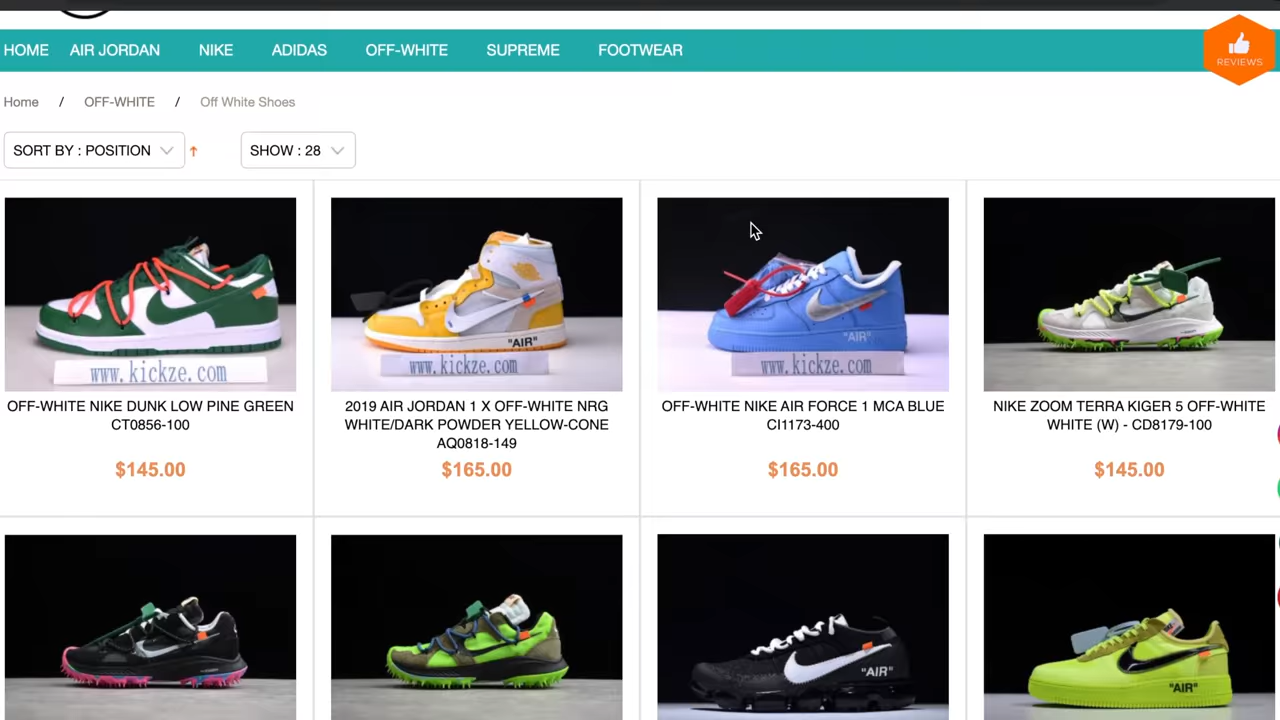 HOME AIR JORDAN NIKE ADIDAS OFF-WHITE SUPREME FOOTWEAR
REVIEWS
Home / OFF-WHITE / Off White Shoes
SORT BY : POSITION
SHOW : 28
"AIR"
"AIR"
www.kickze.com
www.kickze.com
www.kickze.com
OFF-WHITE NIKE DUNK LOW PINE GREEN
CT0856-100
$145.00
2019 AIR JORDAN 1 X OFF-WHITE NRG
WHITE/DARK POWDER YELLOW-CONE
AQ0818-149
$165.00
OFF-WHITE NIKE AIR FORCE 1 MCA BLUE
CI1173-400
$165.00
NIKE ZOOM TERRA KIGER 5 OFF-WHITE
WHITE (W) - CD8179-100
$145.00
"AIR"
"AIR"